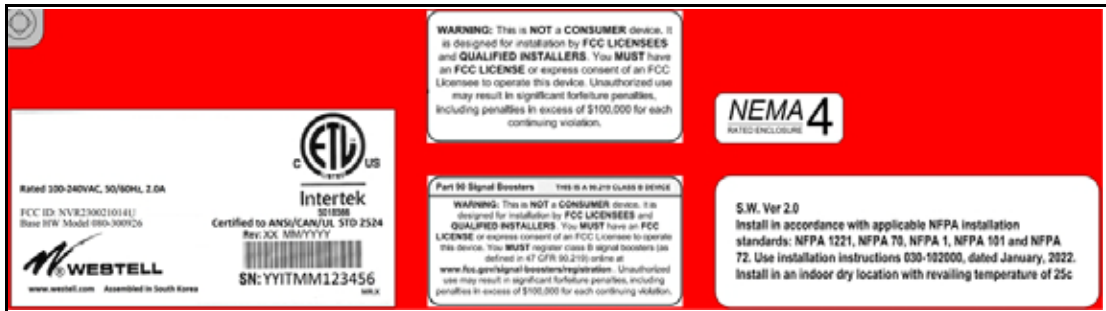 WARNING: This is NOT a CONSUMER device. It
is designed for installation by FCC LICENSEES
and QUALIFIED INSTALLERS. You MUST have
an FCC LICENSE or express consent of an FCC
Licensee to operate this device. Unauthorized use
may result in significant forfeiture penalties,
including penalties in excess of $100,000 for each
continuing violation.
NEMA 4
RATED ENCLOSURE
ETL
C US
LISTED
Intertek
5018366
Rated 100-240VAC, 50/60Hz, 2.0A
FCC ID: NVR2300210141U
Base HW Model 080-300926
Certified to ANSI/CAN/UL STD 2524
Rev: XX MM/YYYY
WESTELL
SN: YYITMM123456
www.westell.com Assembled in South Korea
Part 90 Signal Boosters THIS IS A 90.219 CLASS B DEVICE
WARNING: This is NOT a CONSUMER device. It is
designed for installation by FCC LICENSEES and
QUALIFIED INSTALLERS. You MUST have an FCC
LICENSE or express consent of an FCC Licensee to operate
this device. You MUST register class B signal boosters (as
defined in 47 CFR 90.219) online at
www.fcc.gov/signal-boosters/registration. Unauthorized
use may result in significant forfeiture penalties, including
penalties in excess of $100,000 for each continuing violation.
S.W. Ver 2.0
Install in accordance with applicable NFPA installation
standards: NFPA 1221, NFPA 70, NFPA 1, NFPA 101 and NFPA
72. Use installation instructions 030-102000, dated January, 2022.
Install in an indoor dry location with revailing temperature of 25c